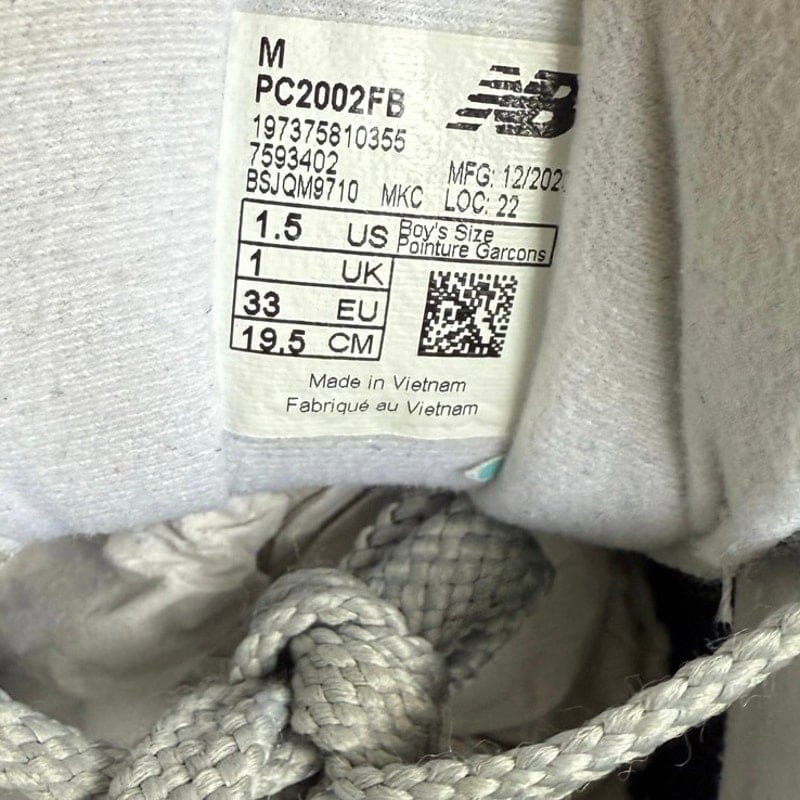 M
PC2002FB
197375810355
7593402
BSJQM9710 MKC
MFG: 12/202
LOC: 22
1.5 US Boy's Size
Pointure Garcons
1 UK
33 EU
19.5 CM
Made in Vietnam
Fabriqué au Vietnam
NB